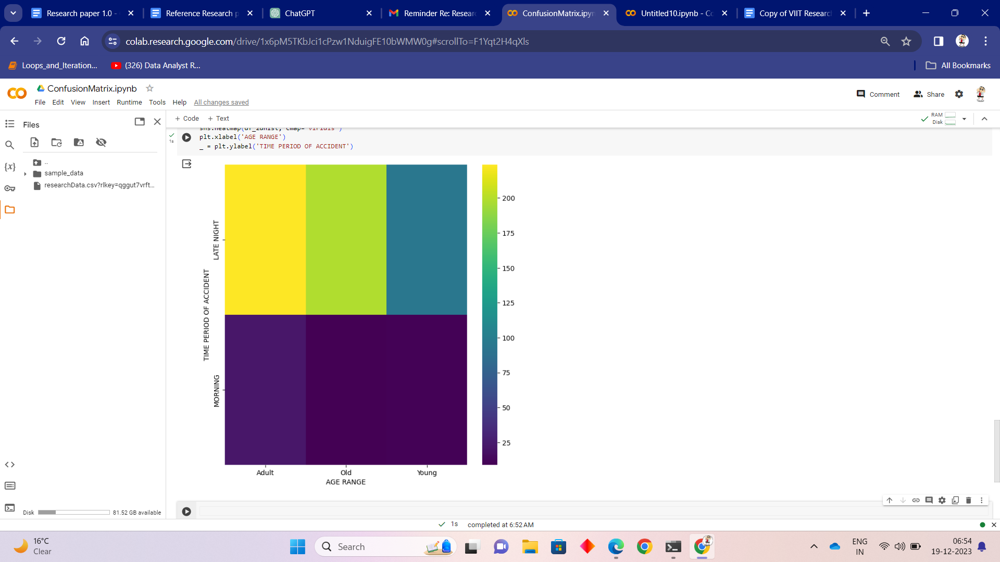 Research paper 1.0 -
Reference Research p
ChatGPT
Reminder Re: Resear
ConfusionMatrix.ipyn
Untitled10.ipynb - Co
Copy of VIIT Researc
colab.research.google.com/drive/1x6pM5TKbJci1cPzw1NduigFE10bWMW0g#scrollTo=F1Yqt2H4qXls
Loops_and_Iteration...
(326) Data Analyst R...
All Bookmarks
ConfusionMatrix.ipynb
File Edit View Insert Runtime Tools Help All changes saved
Comment
Share
Files
+ Code + Text
RAM
Disk
sns.heatmap(df_2dhist, cmap='viridis')
1s
plt.xlabel('AGE RANGE')
_ = plt.ylabel('TIME PERIOD OF ACCIDENT')
..
sample_data
researchData.csv?rlkey=qggut7vrft...
{x}
TIME PERIOD OF ACCIDENT
LATE NIGHT
MORNING
200
175
150
125
100
75
50
25
Adult Old Young
AGE RANGE
Disk 81.52 GB available
1s completed at 6:52 AM
16°C
Clear
Search
ENG
IN
06:54
19-12-2023